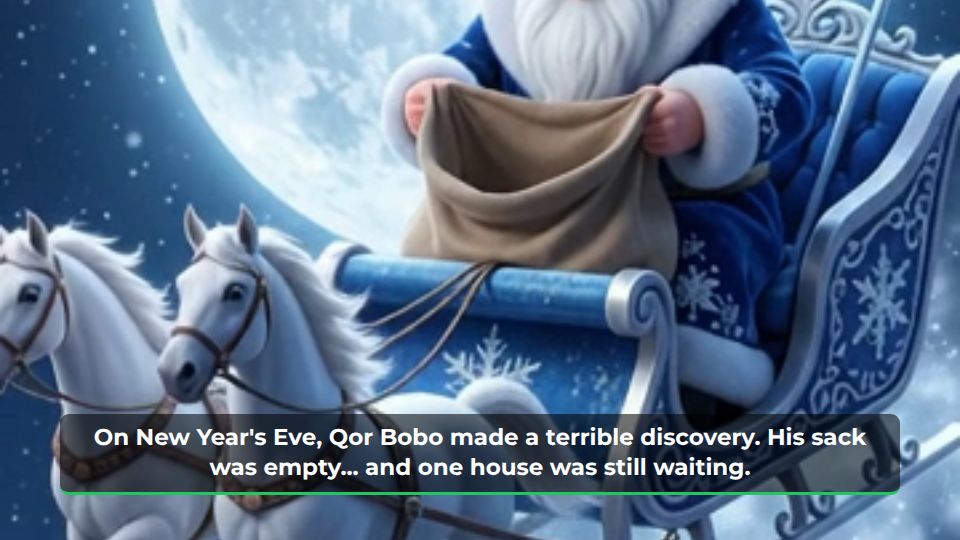 On New Year's Eve, Qor Bobo made a terrible discovery. His sack
was empty... and one house was still waiting.